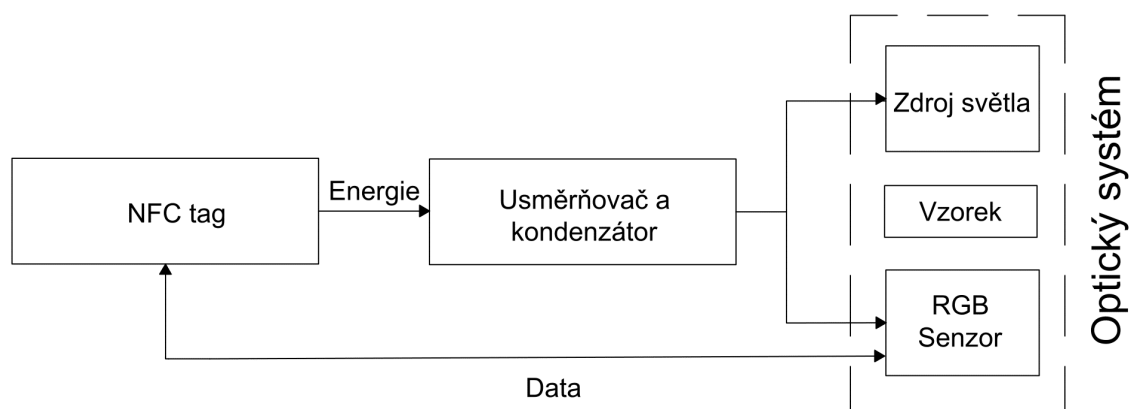 Zdroj světla
Energie
NFC tag
Usměrňovač a
kondenzátor
Vzorek
RGB
Senzor
Data
Optický systém